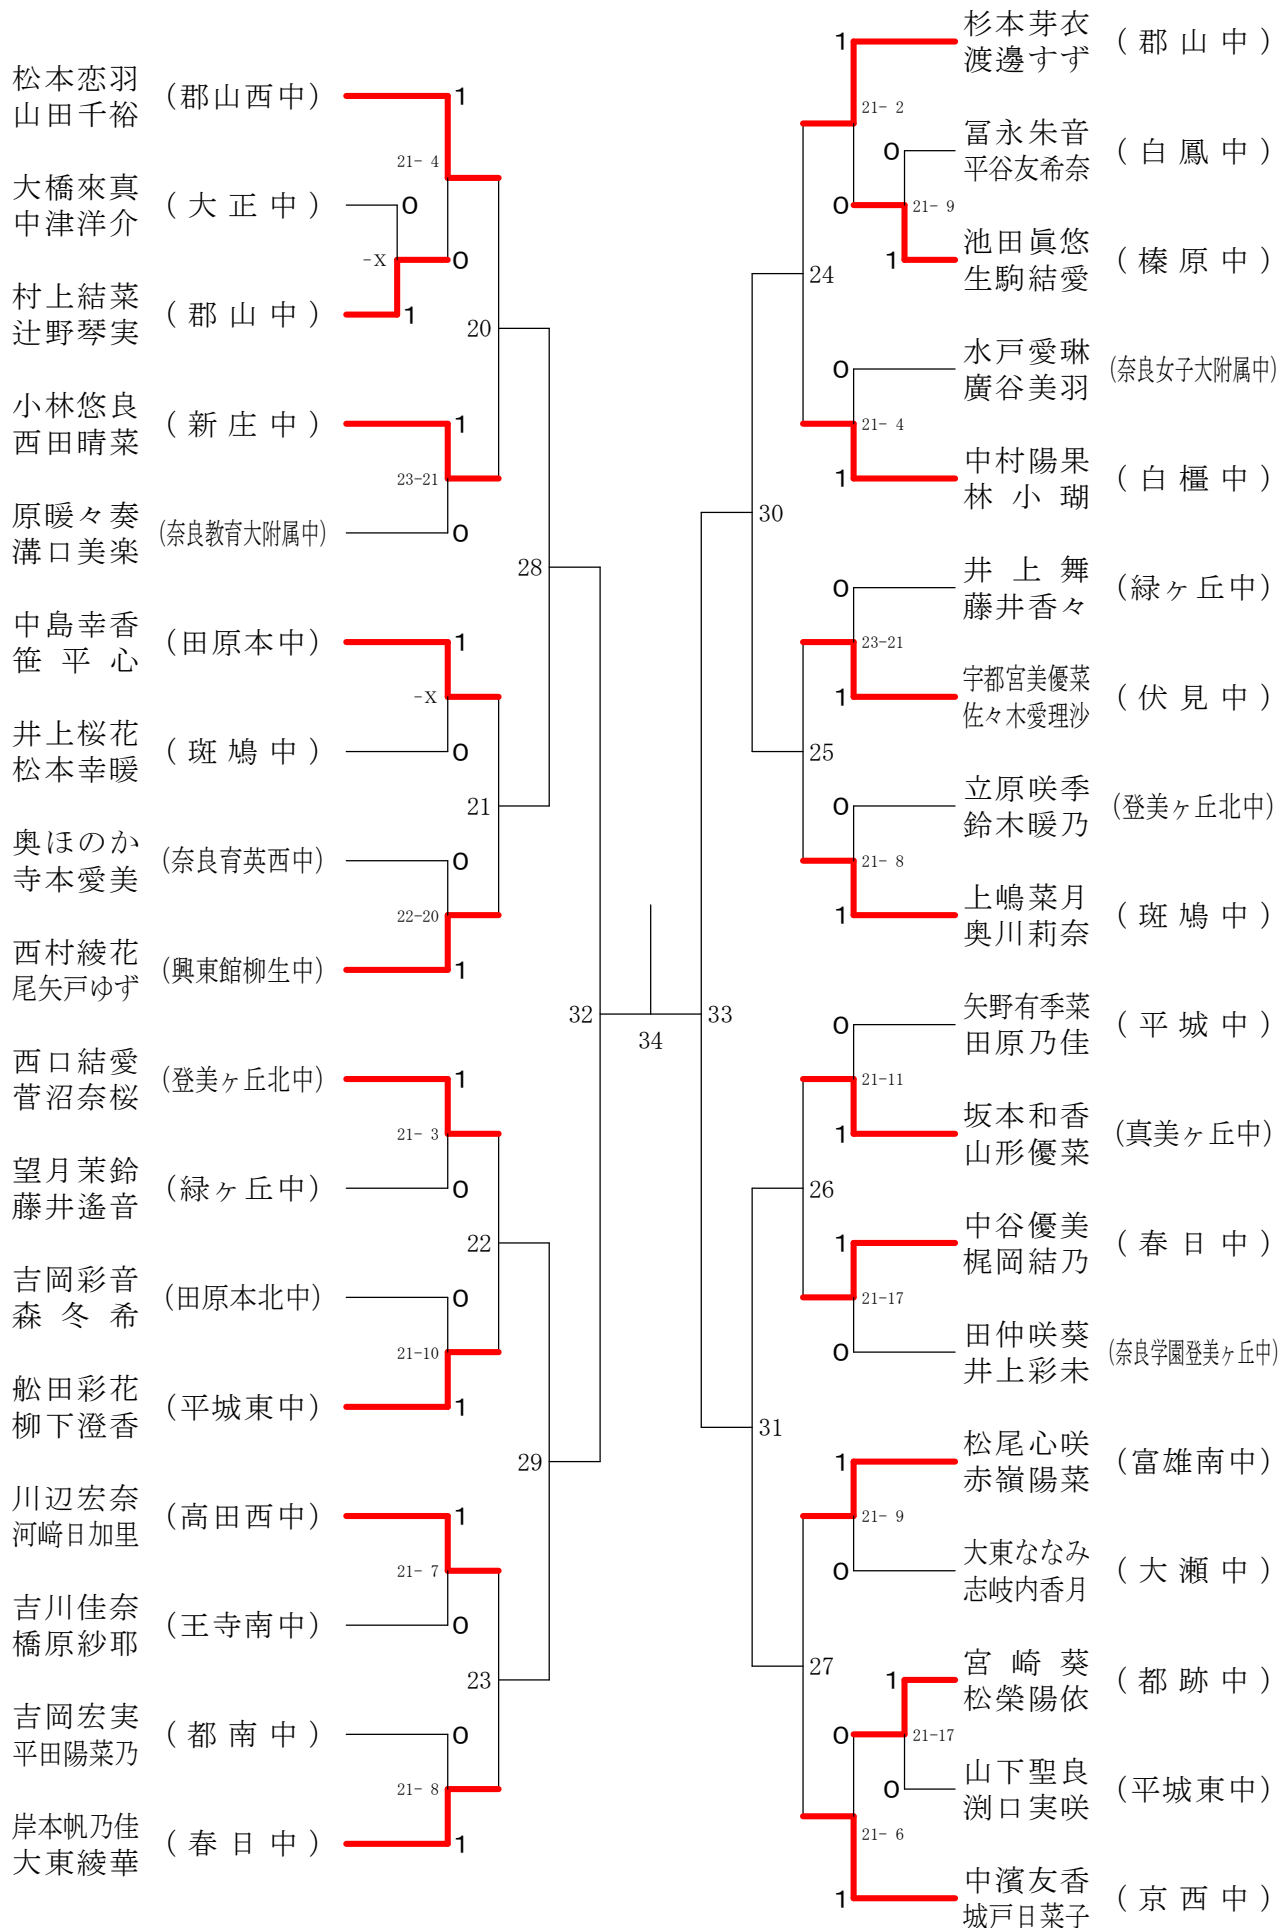 松本恋羽
山田千裕
(郡山西中)
1
21- 4
大橋來真
中津洋介
(大正中)
0
-X
0
村上結菜
辻野琴実
(郡山中)
1
20
小林悠良
西田晴菜
(新庄中)
1
23-21
原暖々奏
溝口美楽
(奈良教育大附属中)
0
28
中島幸香
笹平心
(田原本中)
1
-X
井上桜花
松本幸暖
(斑鳩中)
0
21
奥ほのか
寺本愛美
(奈良育英西中)
0
22-20
西村綾花
尾矢戸ゆず
(興東館柳生中)
1
32
西口結愛
菅沼奈桜
(登美ヶ丘北中)
1
21- 3
望月茉鈴
藤井遙音
(緑ヶ丘中)
0
22
吉岡彩音
森冬希
(田原本北中)
0
21-10
舩田彩花
柳下澄香
(平城東中)
1
29
川辺宏奈
河﨑日加里
(高田西中)
1
21- 7
吉川佳奈
橋原紗耶
(王寺南中)
0
23
吉岡宏実
平田陽菜乃
(都南中)
0
21- 8
岸本帆乃佳
大東綾華
(春日中)
1
34
1
杉本芽衣
渡邊すず
(郡山中)
21- 2
0
冨永朱音
平谷友希奈
(白鳳中)
0
21- 9
1
池田眞悠
生駒結愛
(榛原中)
24
0
水戸愛琳
廣谷美羽
(奈良女子大附属中)
21- 4
1
中村陽果
林小瑚
(白橿中)
30
0
井上舞
藤井香々
(緑ヶ丘中)
23-21
1
宇都宮美優菜
佐々木愛理沙
(伏見中)
25
0
立原咲季
鈴木暖乃
(登美ヶ丘北中)
21- 8
1
上嶋菜月
奥川莉奈
(斑鳩中)
33
0
矢野有季菜
田原乃佳
(平城中)
21-11
1
坂本和香
山形優菜
(真美ヶ丘中)
26
1
中谷優美
梶岡結乃
(春日中)
21-17
0
田仲咲葵
井上彩未
(奈良学園登美ヶ丘中)
31
1
松尾心咲
赤嶺陽菜
(富雄南中)
21- 9
0
大東ななみ
志岐内香月
(大瀬中)
27
1
宮崎葵
松榮陽依
(都跡中)
0
21-17
0
山下聖良
渕口実咲
(平城東中)
21- 6
1
中濱友香
城戸日菜子
(京西中)